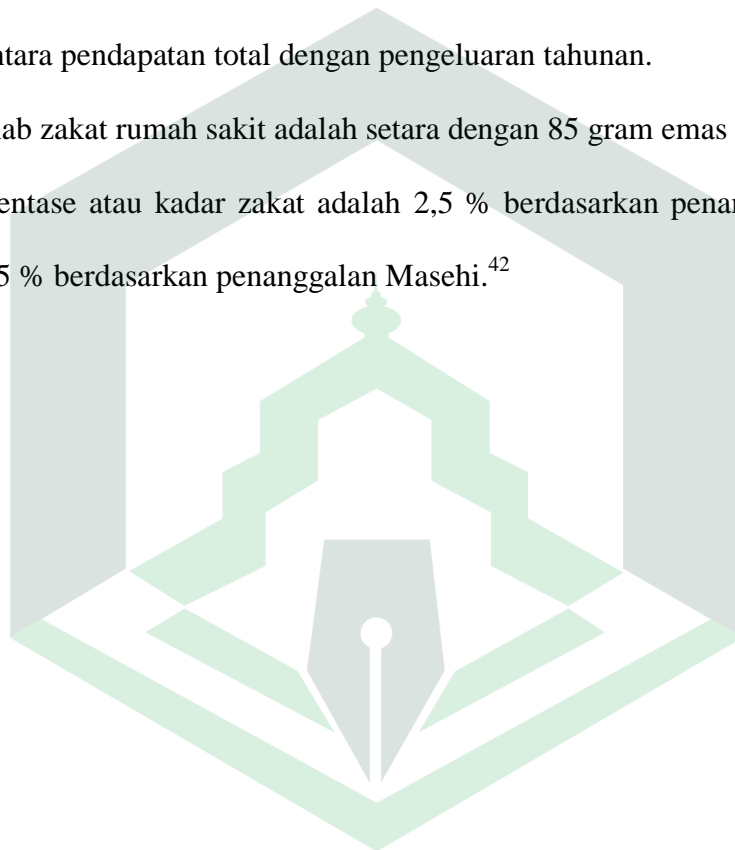 ntara pendapatan total dengan pengeluaran tahunan.
ab zakat rumah sakit adalah setara dengan 85 gram emas
entase atau kadar zakat adalah 2,5 % berdasarkan penan
5 % berdasarkan penanggalan Masehi.42